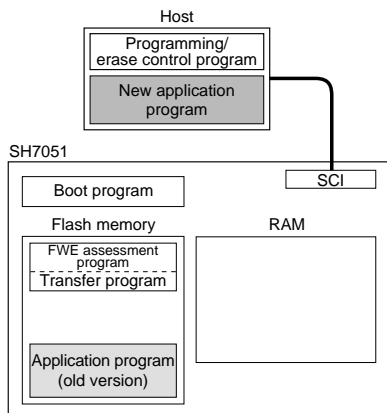 Host
Programming/
erase control program
New application
program
SH7051
SCI
Boot program
Flash memory
RAM
FWE assessment
program
Transfer program
Application program
(old version)